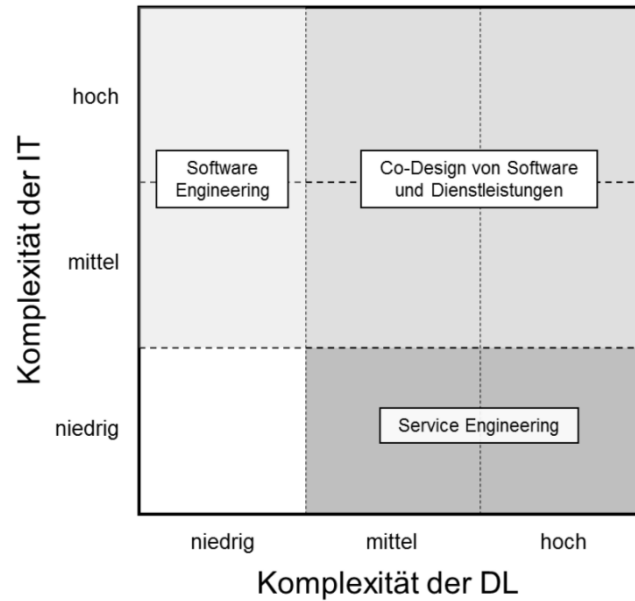 Komplexität der IT
hoch
mittel
niedrig
Software
Engineering
Co-Design von Software
und Dienstleistungen
Service Engineering
niedrig
mittel
hoch
Komplexität der DL